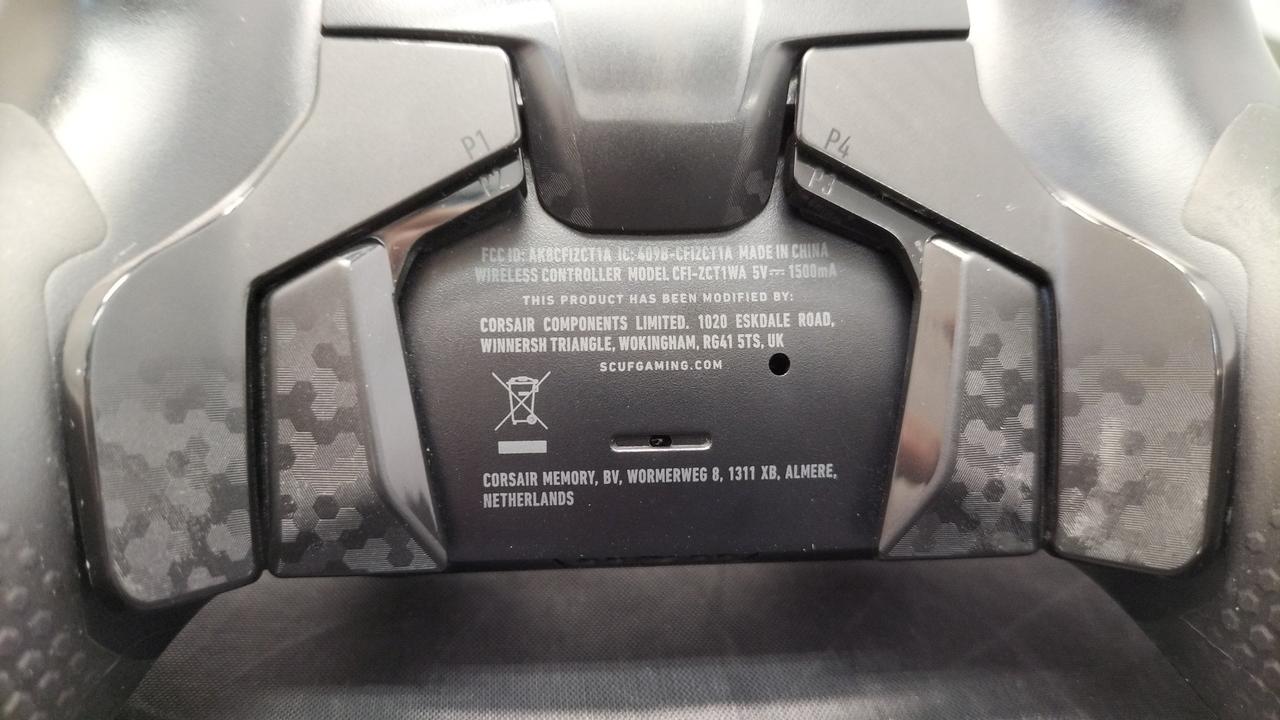 P1
P4
P2
P3
FCC ID: AK8CFIZCT1A IC: 409B-CFIZCT1A MADE IN CHINA
WIRELESS CONTROLLER MODEL CFI-ZCT1WA 5V⎓1500mA
THIS PRODUCT HAS BEEN MODIFIED BY:
CORSAIR COMPONENTS LIMITED. 1020 ESKDALE ROAD,
WINNERSH TRIANGLE, WOKINGHAM, RG41 5TS, UK
SCUFGAMING.COM
CORSAIR MEMORY, BV, WORMERWEG 8, 1311 XB, ALMERE,
NETHERLANDS